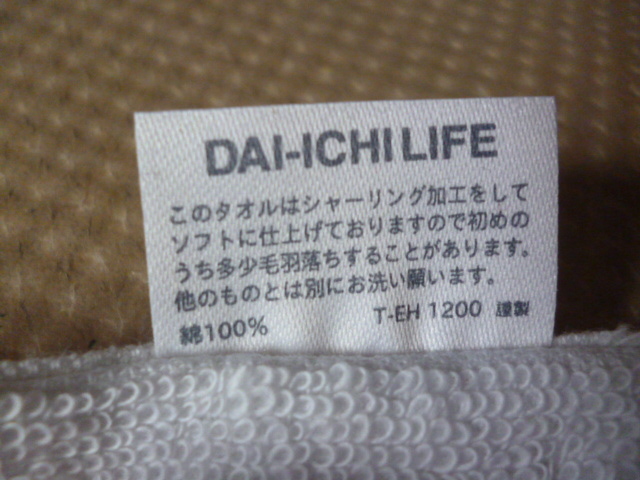 DAI-ICHI LIFE
このタオルはシャーリング加工をして
ソフトに仕上げておりますので初めの
うち多少毛羽落ちすることがあります。
他のものとは別にお洗い願います。
綿100% T-EH 1200 謹製